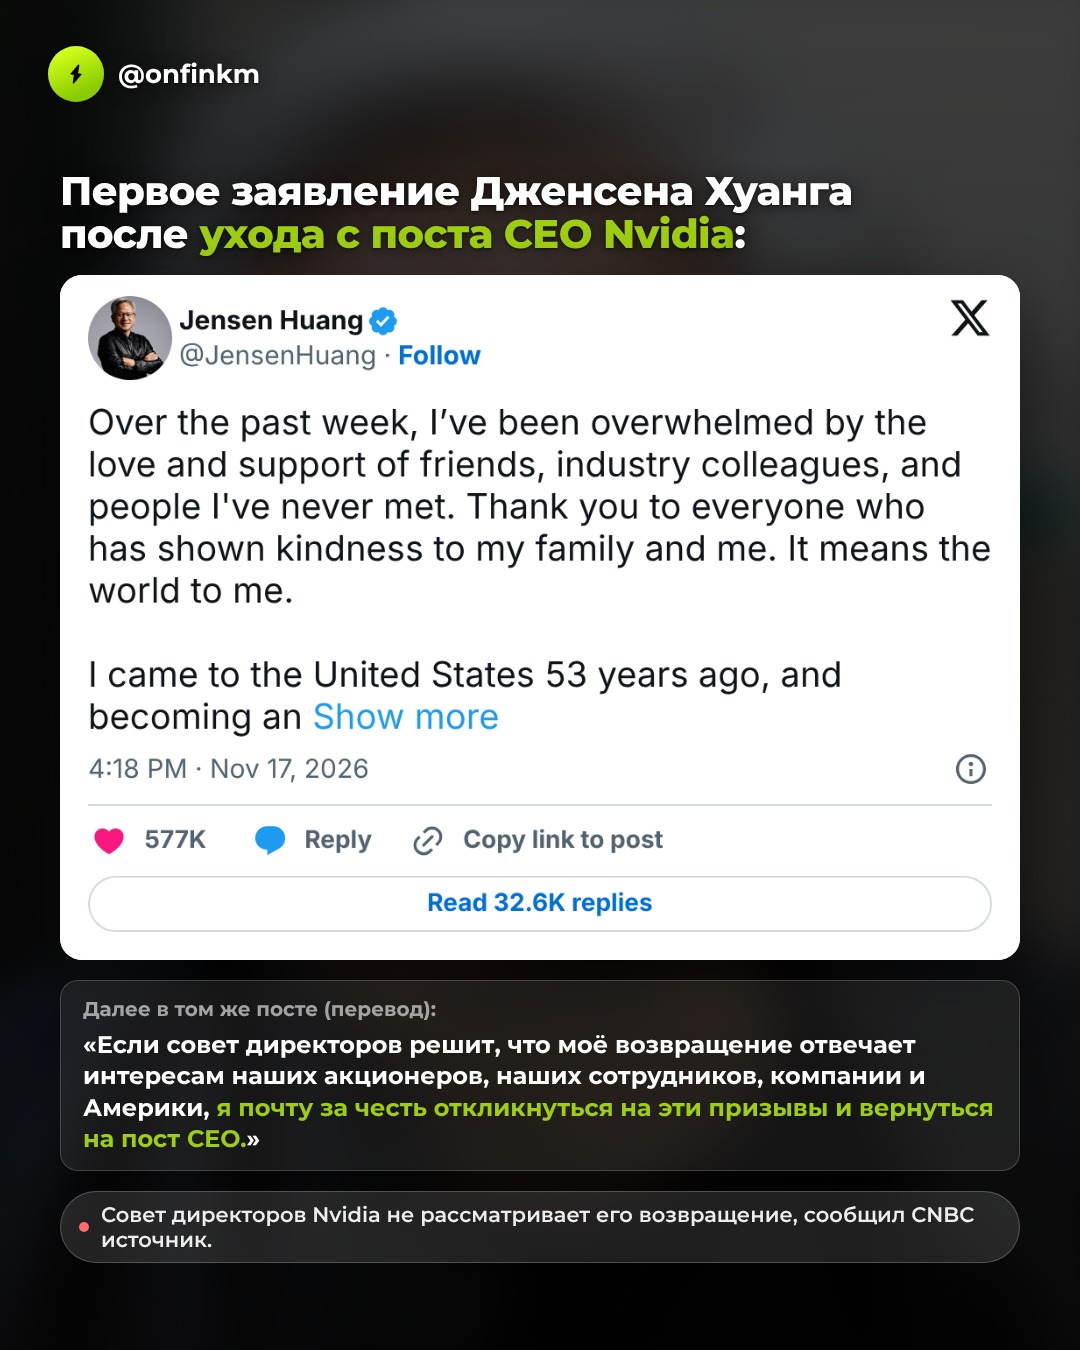 @onfinkm
Первое заявление Дженсена Хуанга
после ухода с поста CEO Nvidia:
Jensen Huang
@JensenHuang · Follow
Over the past week, I’ve been overwhelmed by the
love and support of friends, industry colleagues, and
people I've never met. Thank you to everyone who
has shown kindness to my family and me. It means the
world to me.
I came to the United States 53 years ago, and
becoming an Show more
4:18 PM · Nov 17, 2026
577K Reply Copy link to post
Read 32.6K replies
Далее в том же посте (перевод):
«Если совет директоров решит, что моё возвращение отвечает
интересам наших акционеров, наших сотрудников, компании и
Америки, я почту за честь откликнуться на эти призывы и вернуться
на пост CEO.»
Совет директоров Nvidia не рассматривает его возвращение, сообщил CNBC
источник.